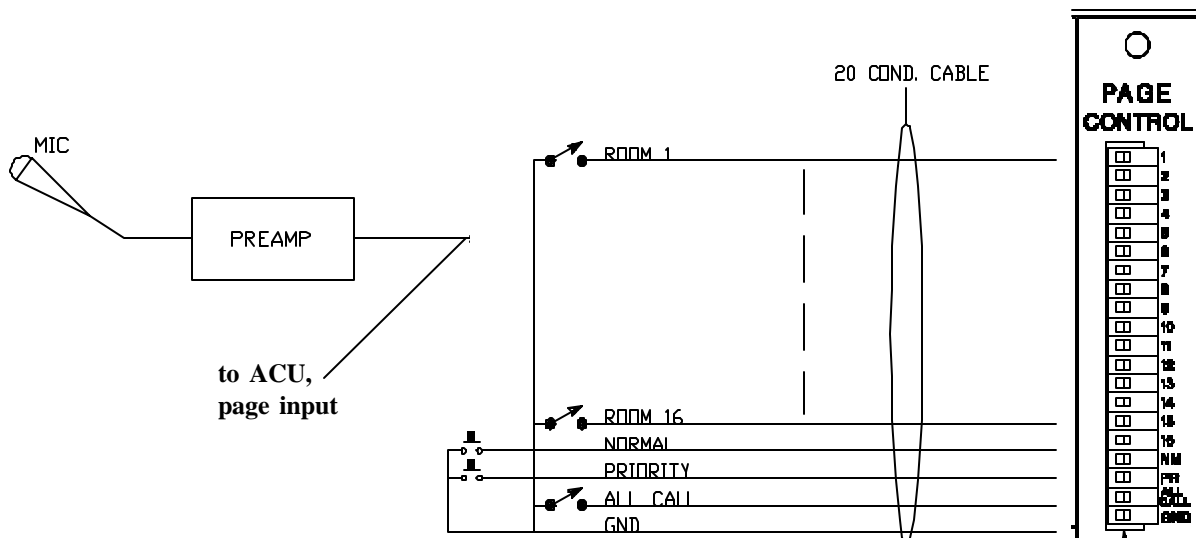 20 COND. CABLE
PAGE
CONTROL
MIC
ROOM 1
PREAMP
to ACU,
page input
ROOM 16
NORMAL
PRIORITY
ALL CALL
GND
1
2
3
4
5
6
7
8
9
10
11
12
13
14
15
16
NM
PR
ALL
CALL
GND